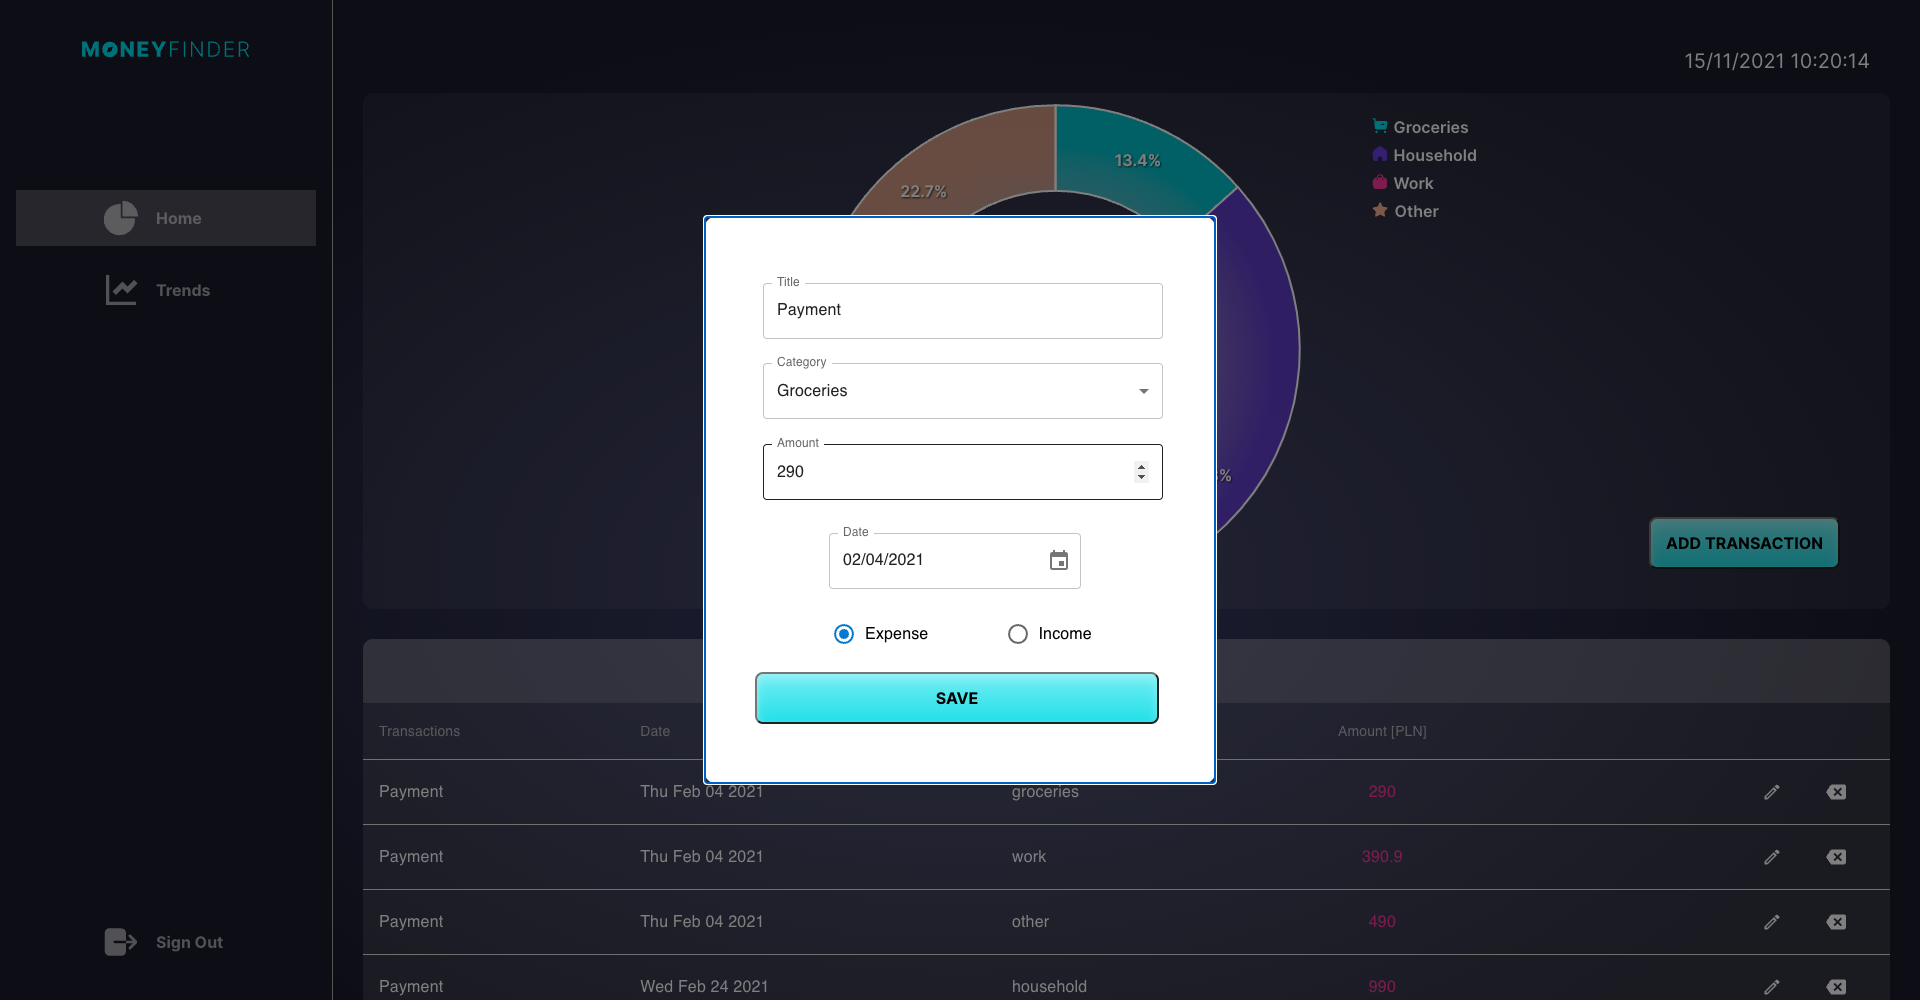 MONEYFINDER
15/11/2021 10:20:14
Home
Trends
Sign Out
22.7%
13.4%
%
Groceries
Household
Work
Other
ADD TRANSACTION
Title
Payment
Category
Groceries
Amount
290
Date
02/04/2021
Expense Income
SAVE
Transactions Date Amount [PLN]
Payment Thu Feb 04 2021 groceries 290
Payment Thu Feb 04 2021 work 390.9
Payment Thu Feb 04 2021 other 490
Payment Wed Feb 24 2021 household 990